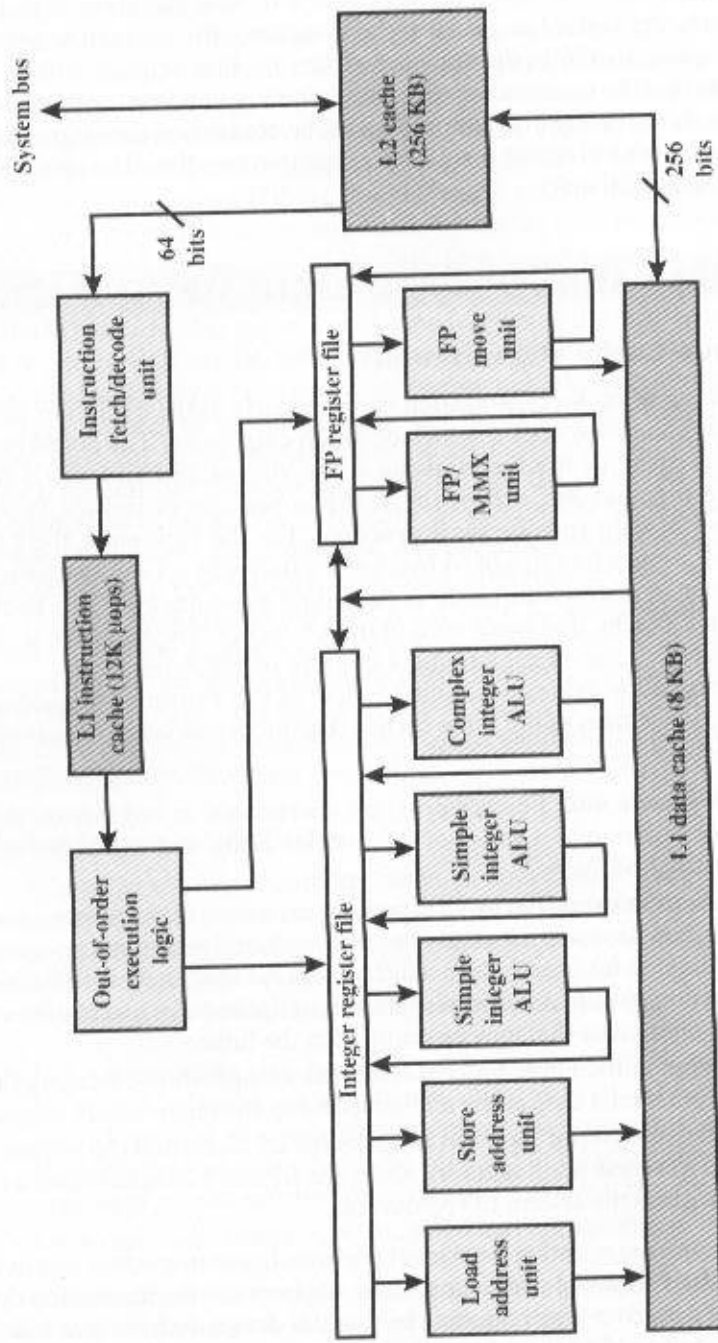 System bus
Out-of-order
execution
logic
L1 instruction
cache (12K μops)
Instruction
fetch/decode
unit
64
bits
L2 cache
(256 KB)
Integer register file
FP register file
Load
address
unit
Store
address
unit
Simple
integer
ALU
Simple
integer
ALU
Complex
integer
ALU
FP/
MMX
unit
FP
move
unit
256
bits
L1 data cache (8 KB)